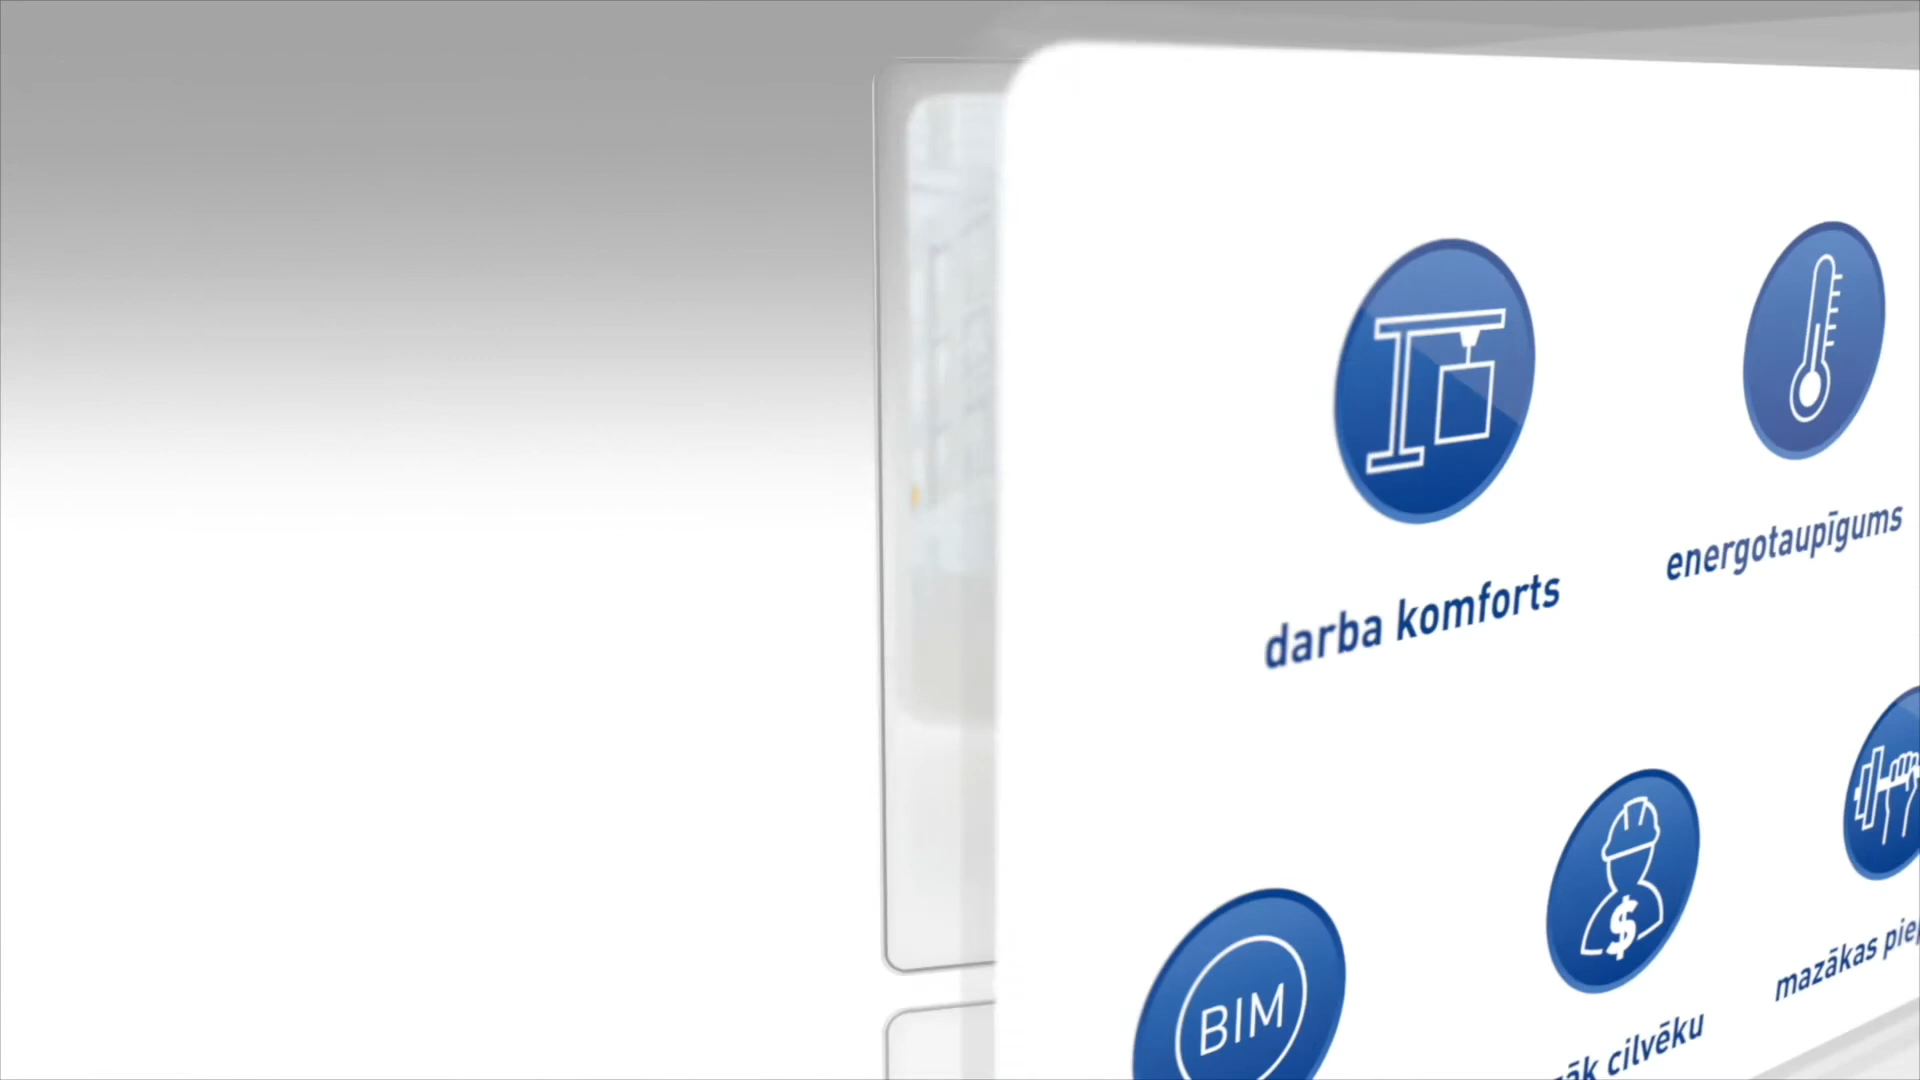 darba komforts
energotaupīgums
BIM
$
cilvēku
mazākas